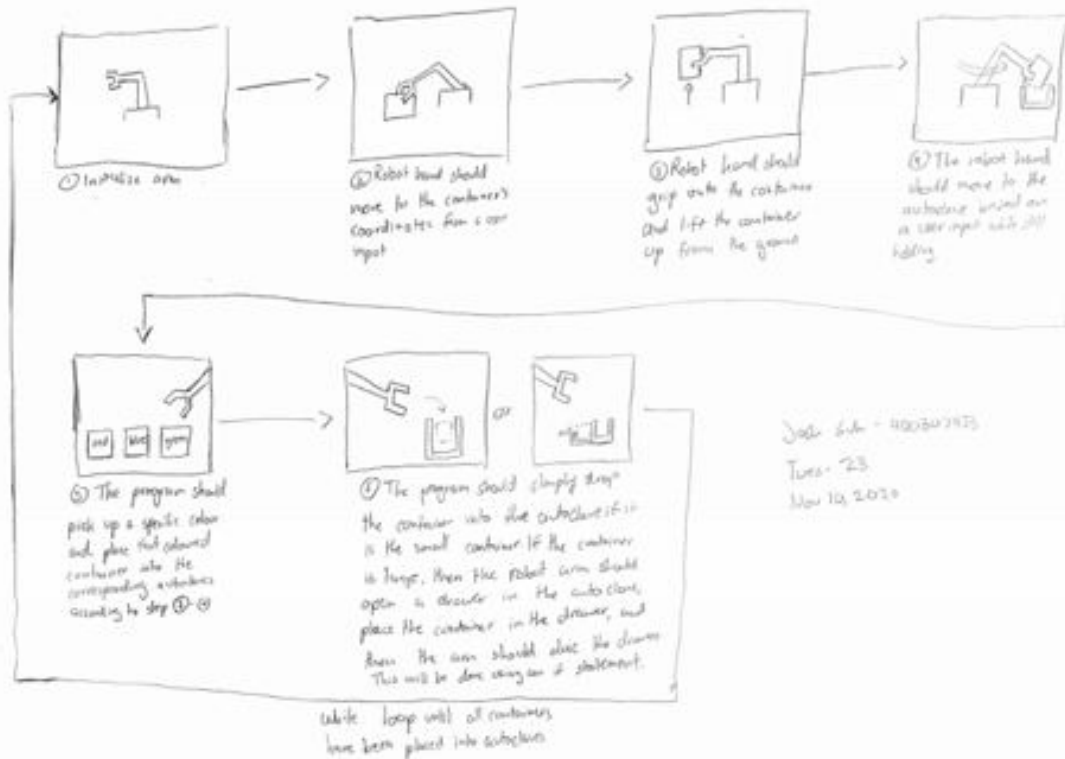 ① Initialize arm
② Robot hand should
move to the container's
coordinates from a user
input
③ Robot hand should
grip onto the container
and lift the container
up from the ground
④ The robot hand
should move to the
autoclave based on
a user input while still
holding
red blue green
or
⑤ The program should
pick up a specific colour
and place that coloured
container into the
corresponding autoclave
according to step ②-④
⑥ The program should simply drop
the container into the autoclave if it
is the small container. If the container
is large, then the robot arm should
open a drawer in the autoclave,
place the container in the drawer, and
then the arm should close the drawer
This will be done using an if statement.
while loop until all containers
have been placed into autoclaves
Tues- 23
Nov 10, 2020